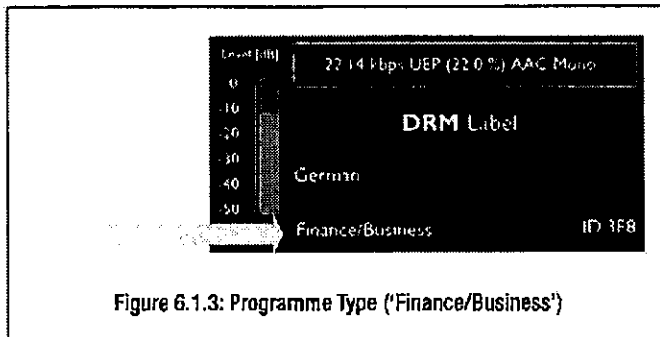 Level [dB]
22.14 kbps UEP (22.0 %) AAC Mono
0
-10
-20
-30
-40
-50
DRM Label
German
Finance/Business
ID 3F8
Figure 6.1.3: Programme Type ('Finance/Business')